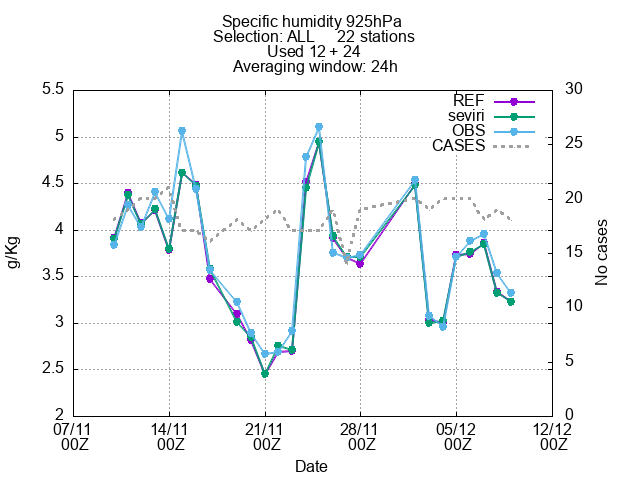 Specific humidity 925hPa
Selection: ALL 22 stations
Used 12 + 24
Averaging window: 24h
5.5
5
4.5
4
3.5
3
2.5
2
30
25
20
15
10
5
0
REF
seviri
OBS
CASES
g/Kg
No cases
07/11 14/11 21/11 28/11 05/12 12/12
00Z 00Z 00Z 00Z 00Z 00Z
Date